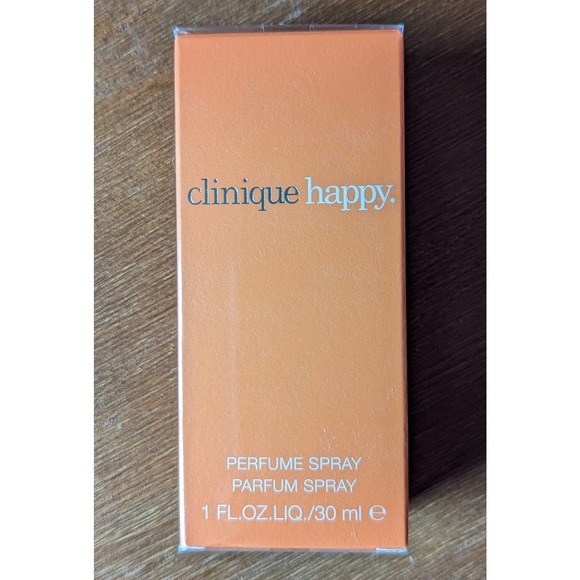 clinique happy.
PERFUME SPRAY
PARFUM SPRAY
1 FL.OZ.LIQ./30 ml ℮